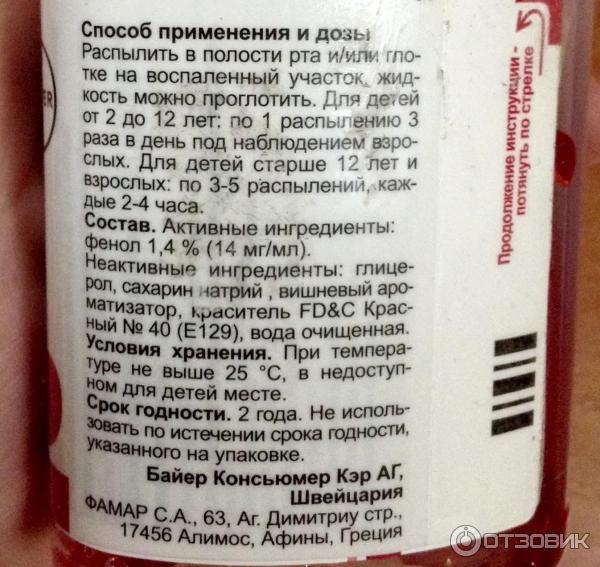 Способ применения и дозы
Распылить в полости рта и/или гло-
тке на воспаленный участок, жид-
кость можно проглотить. Для детей
от 2 до 12 лет: по 1 распылению 3
раза в день под наблюдением взро-
слых. Для детей старше 12 лет и
взрослых: по 3-5 распылений, каж-
дые 2-4 часа.
Состав. Активные ингредиенты:
фенол 1,4 % (14 мг/мл).
Неактивные ингредиенты: глице-
рол, сахарин натрий , вишневый аро-
матизатор, краситель FD&C Крас-
ный № 40 (E129), вода очищенная.
Условия хранения. При темпера-
туре не выше 25 °C, в недоступ-
ном для детей месте.
Срок годности. 2 года. Не исполь-
зовать по истечении срока годности,
указанного на упаковке.
Байер Консьюмер Кэр АГ,
Швейцария
ФАМАР С.А., 63, Аг. Димитриу стр.,
17456 Алимос, Афины, Греция
Продолжение инструкции -
потянуть по стрелке
ER
ОТЗОВИК